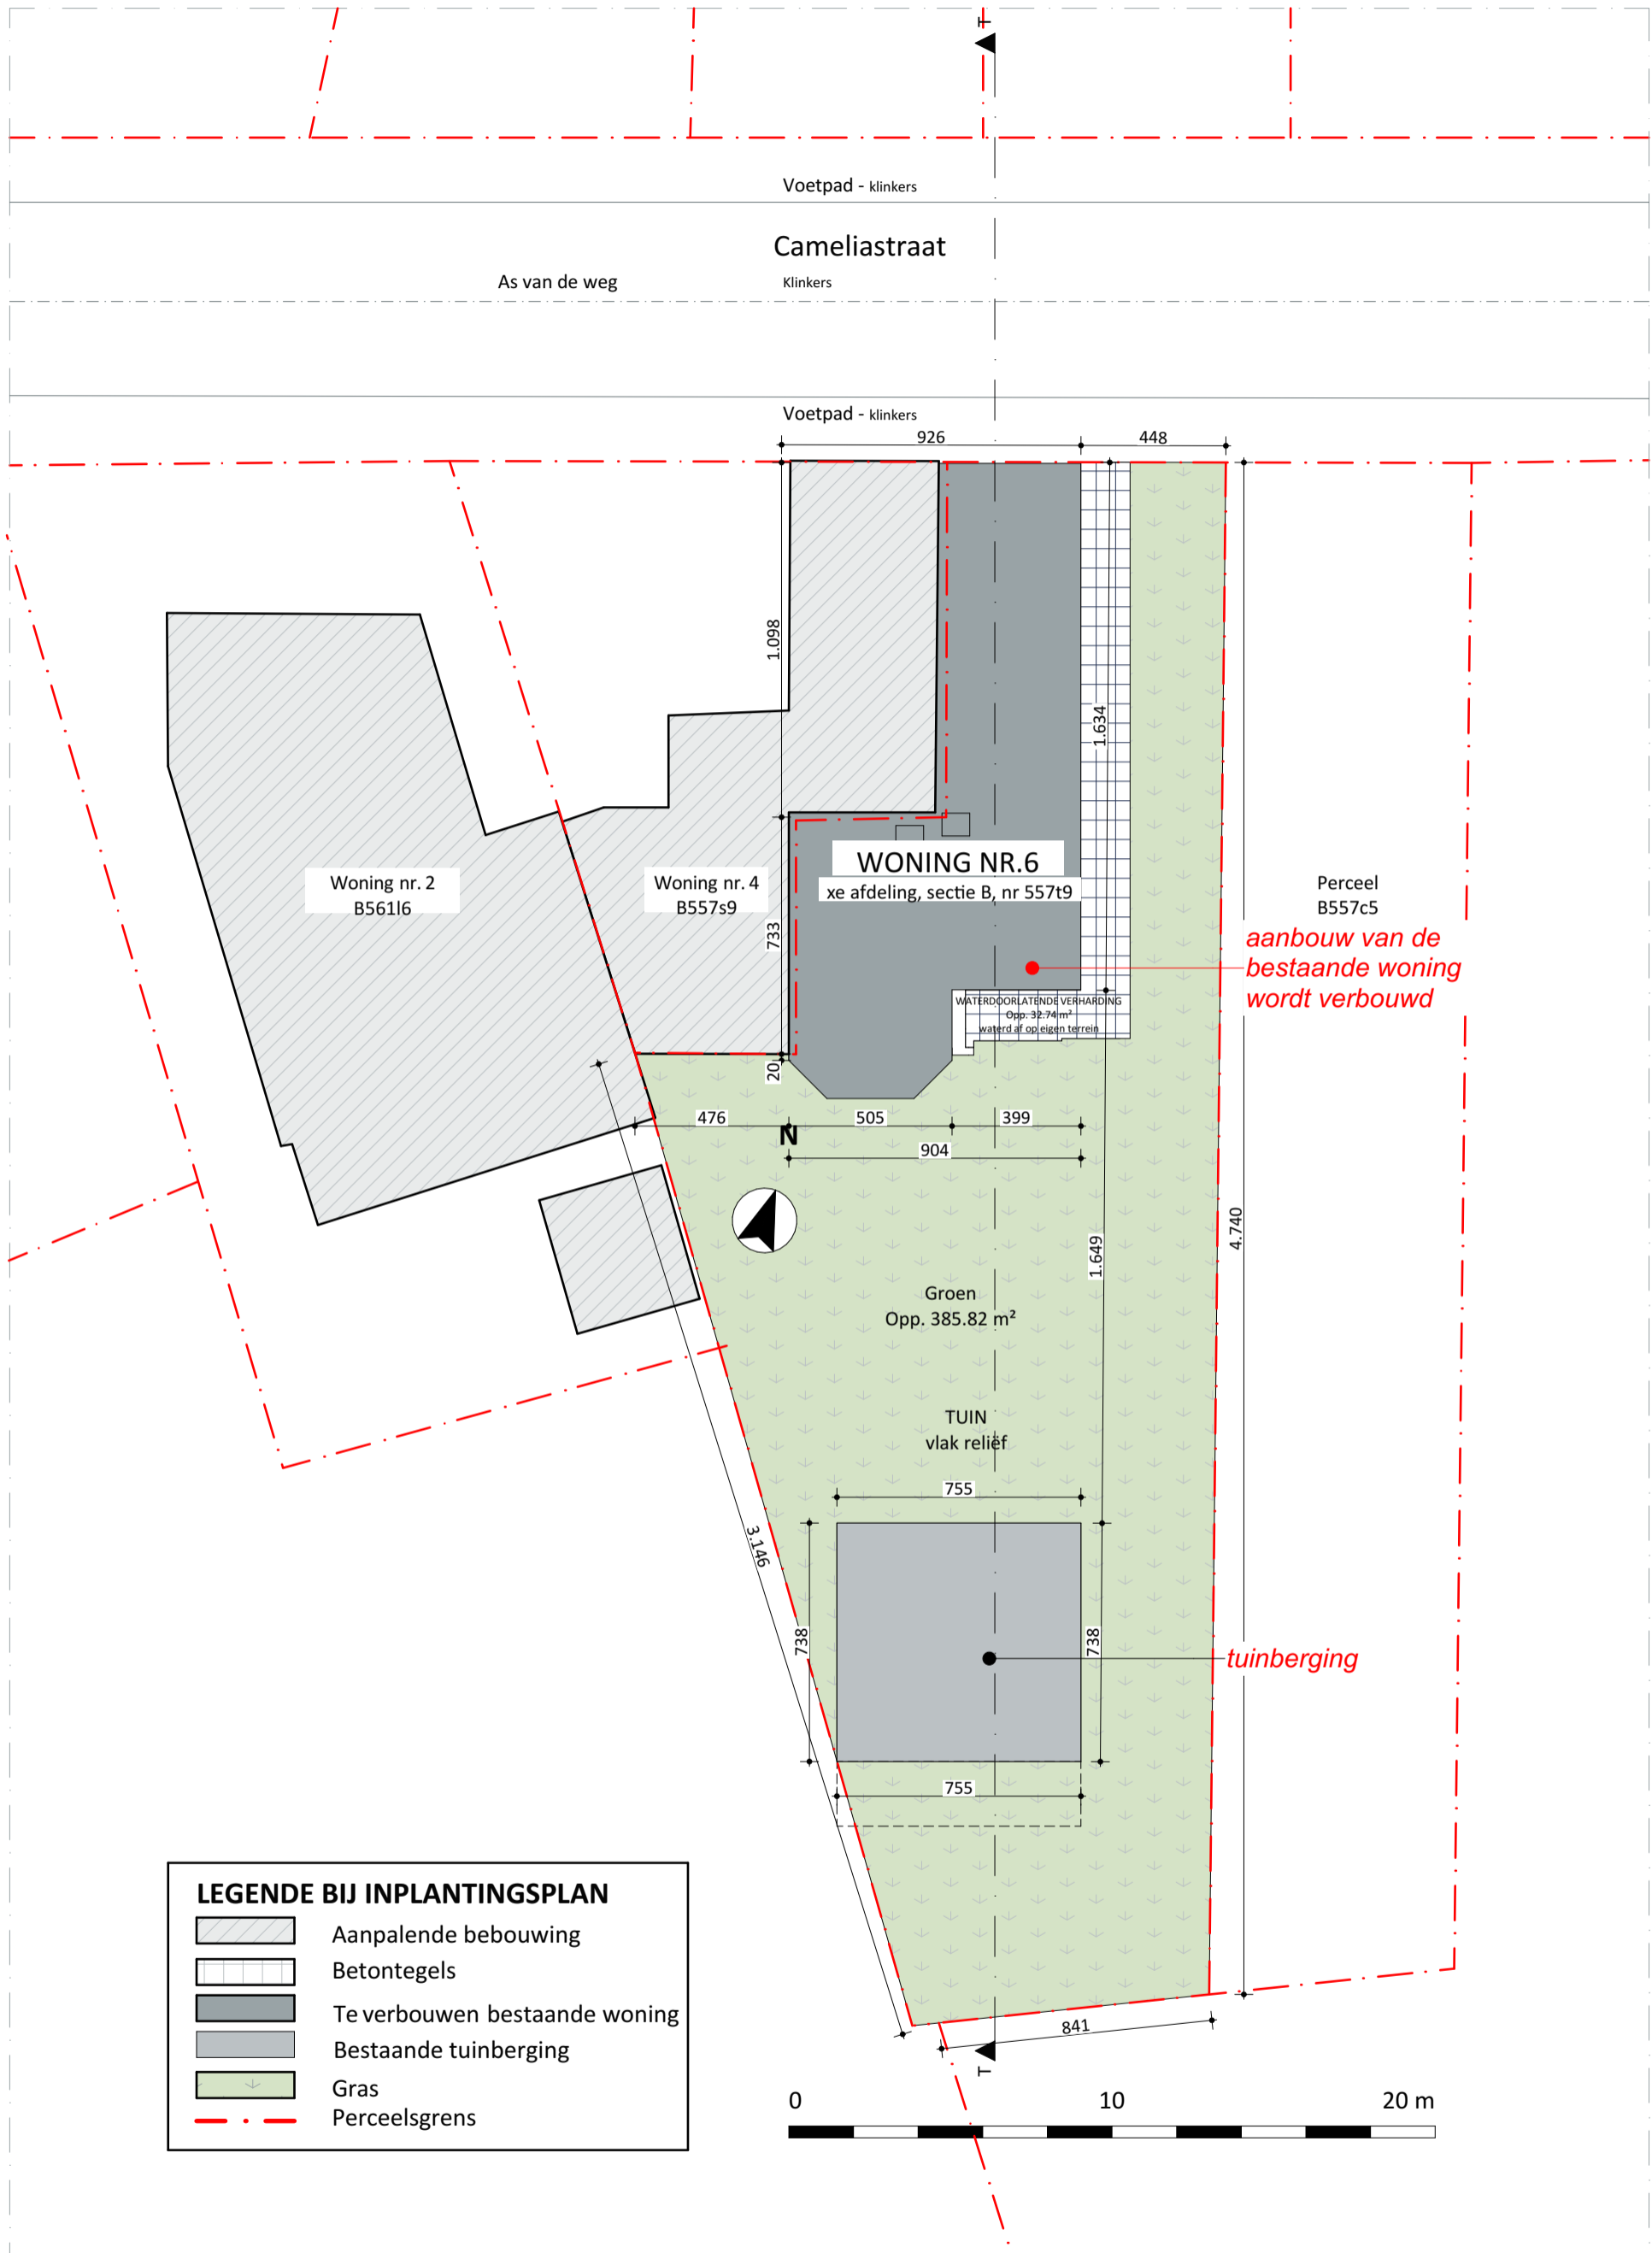 T
Voetpad - klinkers
Cameliastraat
As van de weg
Klinkers
Voetpad - klinkers
926
448
1.098
1.634
WONING NR.6
xe afdeling, sectie B, nr 557t9
Woning nr. 2
B561l6
Woning nr. 4
B557s9
Perceel
B557c5
733
aanbouw van de
bestaande woning
wordt verbouwd
WATERDOORLATENDE VERHARDING
Opp. 32.74 m²
waterd af op eigen terrein
20
476
505
399
N
904
4.740
1.649
Groen
Opp. 385.82 m²
TUIN
vlak reliëf
755
3.146
738
738
tuinberging
755
841
T
LEGENDE BIJ INPLANTINGSPLAN
Aanpalende bebouwing
Betontegels
Te verbouwen bestaande woning
Bestaande tuinberging
Gras
Perceelsgrens
0 10 20 m